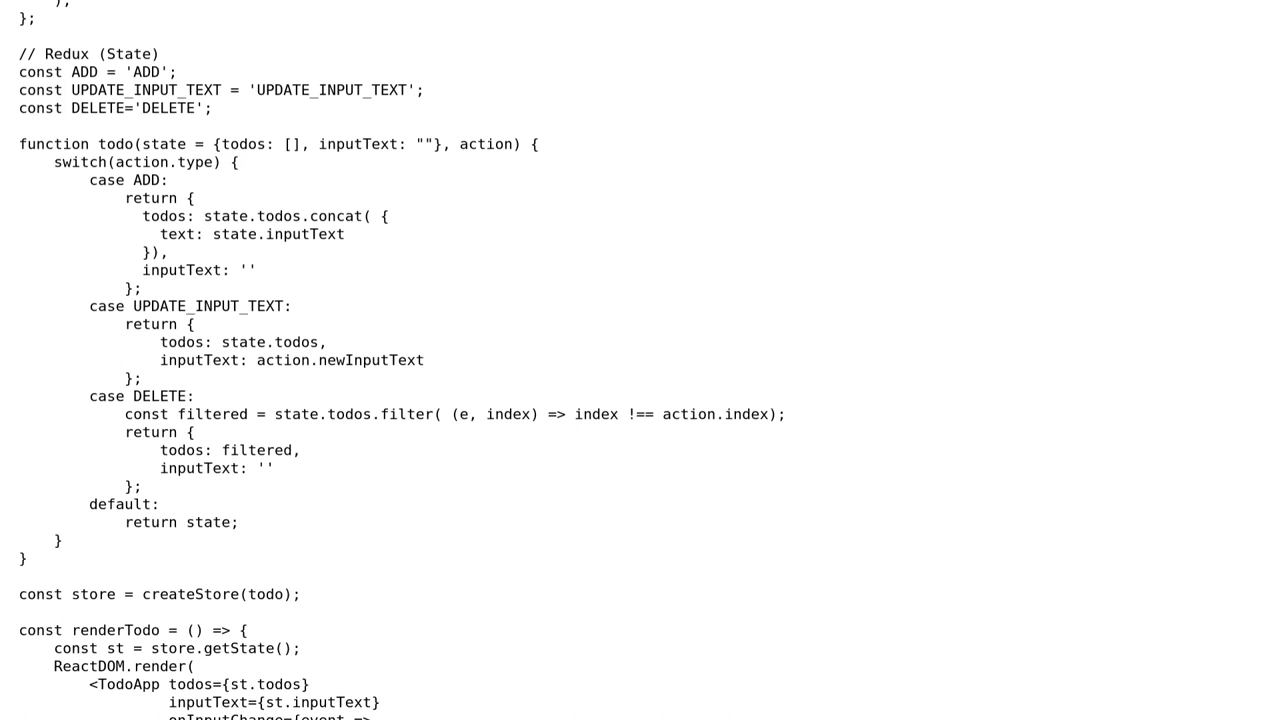 ),
};

// Redux (State)
const ADD = 'ADD';
const UPDATE_INPUT_TEXT = 'UPDATE_INPUT_TEXT';
const DELETE='DELETE';

function todo(state = {todos: [], inputText: ""}, action) {
    switch(action.type) {
        case ADD:
            return {
              todos: state.todos.concat( {
                text: state.inputText
              }),
              inputText: ''
            };
        case UPDATE_INPUT_TEXT:
            return {
                todos: state.todos,
                inputText: action.newInputText
            };
        case DELETE:
            const filtered = state.todos.filter( (e, index) => index !== action.index);
            return {
                todos: filtered,
                inputText: ''
            };
        default:
            return state;
    }
}

const store = createStore(todo);

const renderTodo = () => {
    const st = store.getState();
    ReactDOM.render(
        <TodoApp todos={st.todos}
                 inputText={st.inputText}
                 onInputChange={event =>